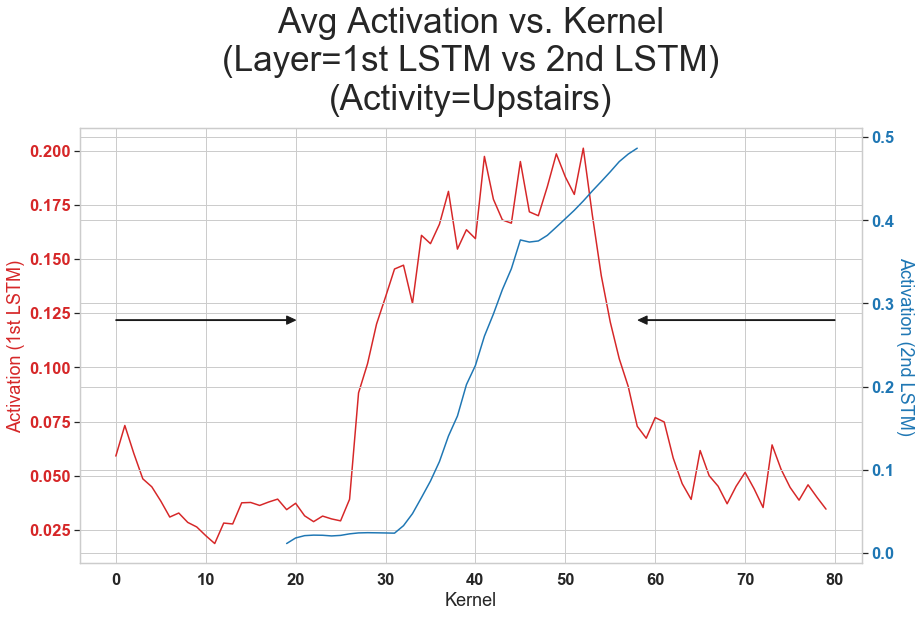 Avg Activation vs. Kernel
(Layer=1st LSTM vs 2nd LSTM)
(Activity=Upstairs)
Activation (1st LSTM)
0.200
0.175
0.150
0.125
0.100
0.075
0.050
0.025
0.5
0.4
0.3
0.2
0.1
0.0
Activation (2nd LSTM)
0 10 20 30 40 50 60 70 80
Kernel